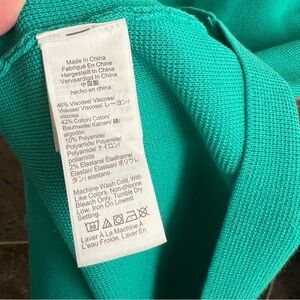 Made In China
Fabriqué En Chine
Hergestellt In China
Vervaardigd in China
中国製
hecho en china
46% Viscose/Viscose/
Viskose/Viscose/レーヨン/
viscosa
42% Cotton/Coton/
Baumwolle/Katoen/綿/
algodon
10% Polyamide/
Polyamide/ナイロン/
poliamida
2% Elastane/Elasthanne/
Elastan/Elastaan/ポリウレ
タン/elastano
Machine Wash Cold, With
Like Colors, Non-chlorine
Bleach Only, Tumble Dry
Low, Iron On Lowest
Setting.
Laver À La Machine À
L'eau Froide, Laver En